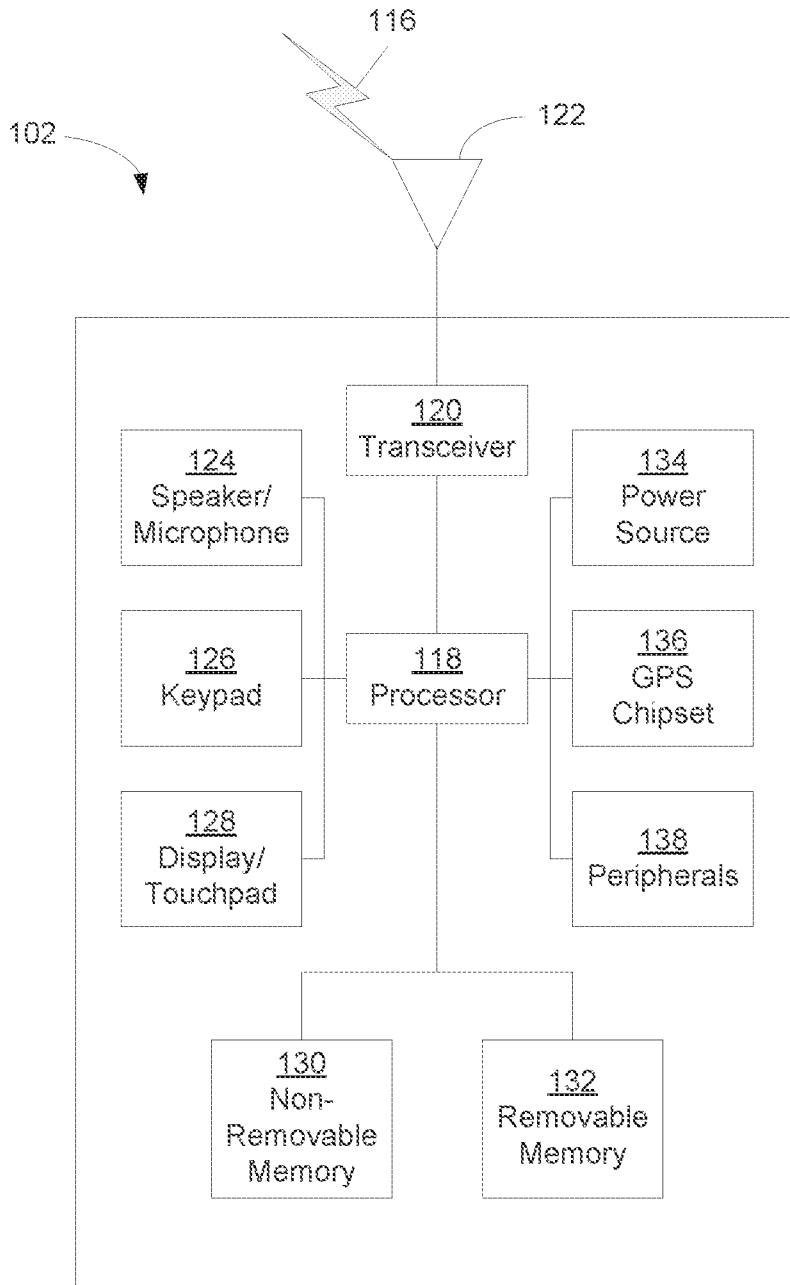 116
122
102
120
Transceiver
124
Speaker/
Microphone
134
Power
Source
126
Keypad
118
Processor
136
GPS
Chipset
128
Display/
Touchpad
138
Peripherals
130
Non-
Removable
Memory
132
Removable
Memory